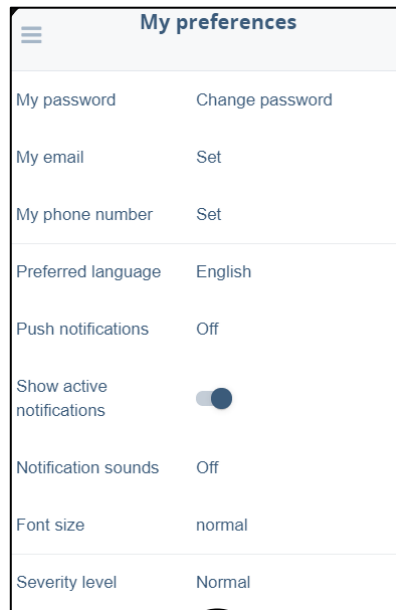 My preferences
My password Change password
My email Set
My phone number Set
Preferred language English
Push notifications Off
Show active
notifications
Notification sounds Off
Font size normal
Severity level Normal